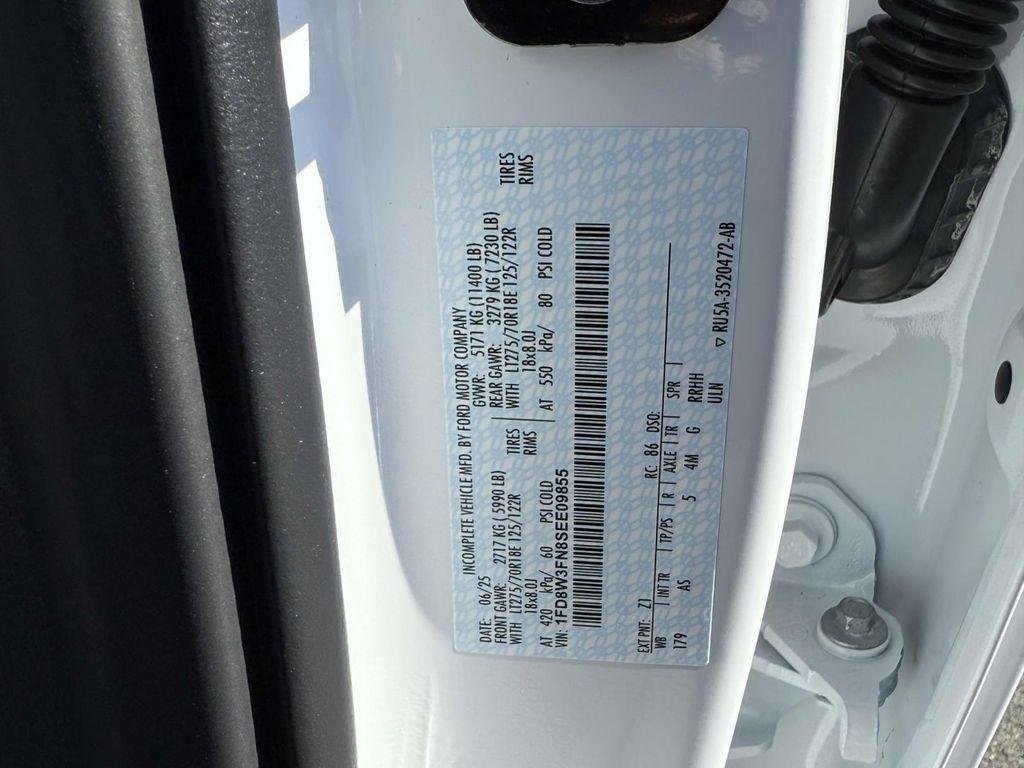 INCOMPLETE VEHICLE MFD. BY FORD MOTOR COMPANY
DATE: 06/25 GVWR: 5171 KG (11400 LB)
FRONT GAWR: 2717 KG (5990 LB) REAR GAWR: 3279 KG (7230 LB)
WITH LT275/70R18E 125/122R TIRES WITH LT275/70R18E 125/122R TIRES
18x8.0J RIMS 18x8.0J RIMS
AT 420 kPa/ 60 PSI COLD AT 550 kPa/ 80 PSI COLD
VIN: 1FD8W3FN8SEE09855
EXT PNT: Z1 RC: 86 DSO:
WB INT TR TP/PS R AXLE TR SPR
179 AS 5 4M G RRHH
ULN
▽ RU5A-3520472-AB